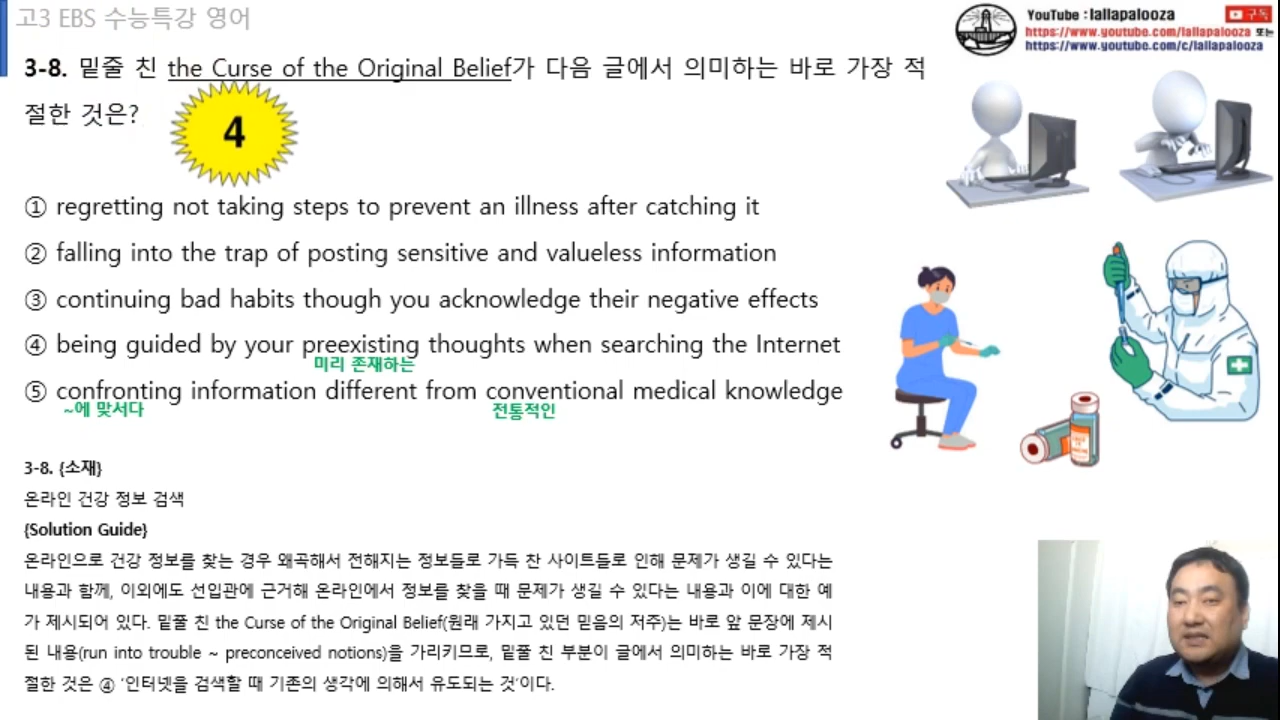 고3 EBS 수능특강 영어
YouTube : lallapalooza
구독
https://www.youtube.com/lallapalooza 또는
https://www.youtube.com/c/lallapalooza
3-8. 밑줄 친 the Curse of the Original Belief가 다음 글에서 의미하는 바로 가장 적
절한 것은?
4
① regretting not taking steps to prevent an illness after catching it
② falling into the trap of posting sensitive and valueless information
③ continuing bad habits though you acknowledge their negative effects
④ being guided by your preexisting thoughts when searching the Internet
미리 존재하는
⑤ confronting information different from conventional medical knowledge
~에 맞서다
전통적인
3-8. {소재}
온라인 건강 정보 검색
{Solution Guide}
온라인으로 건강 정보를 찾는 경우 왜곡해서 전해지는 정보들로 가득 찬 사이트들로 인해 문제가 생길 수 있다는
내용과 함께, 이외에도 선입관에 근거해 온라인에서 정보를 찾을 때 문제가 생길 수 있다는 내용과 이에 대한 예
가 제시되어 있다. 밑줄 친 the Curse of the Original Belief(원래 가지고 있던 믿음의 저주)는 바로 앞 문장에 제시
된 내용(run into trouble ~ preconceived notions)을 가리키므로, 밑줄 친 부분이 글에서 의미하는 바로 가장 적
절한 것은 ④ ‘인터넷을 검색할 때 기존의 생각에 의해서 유도되는 것’이다.